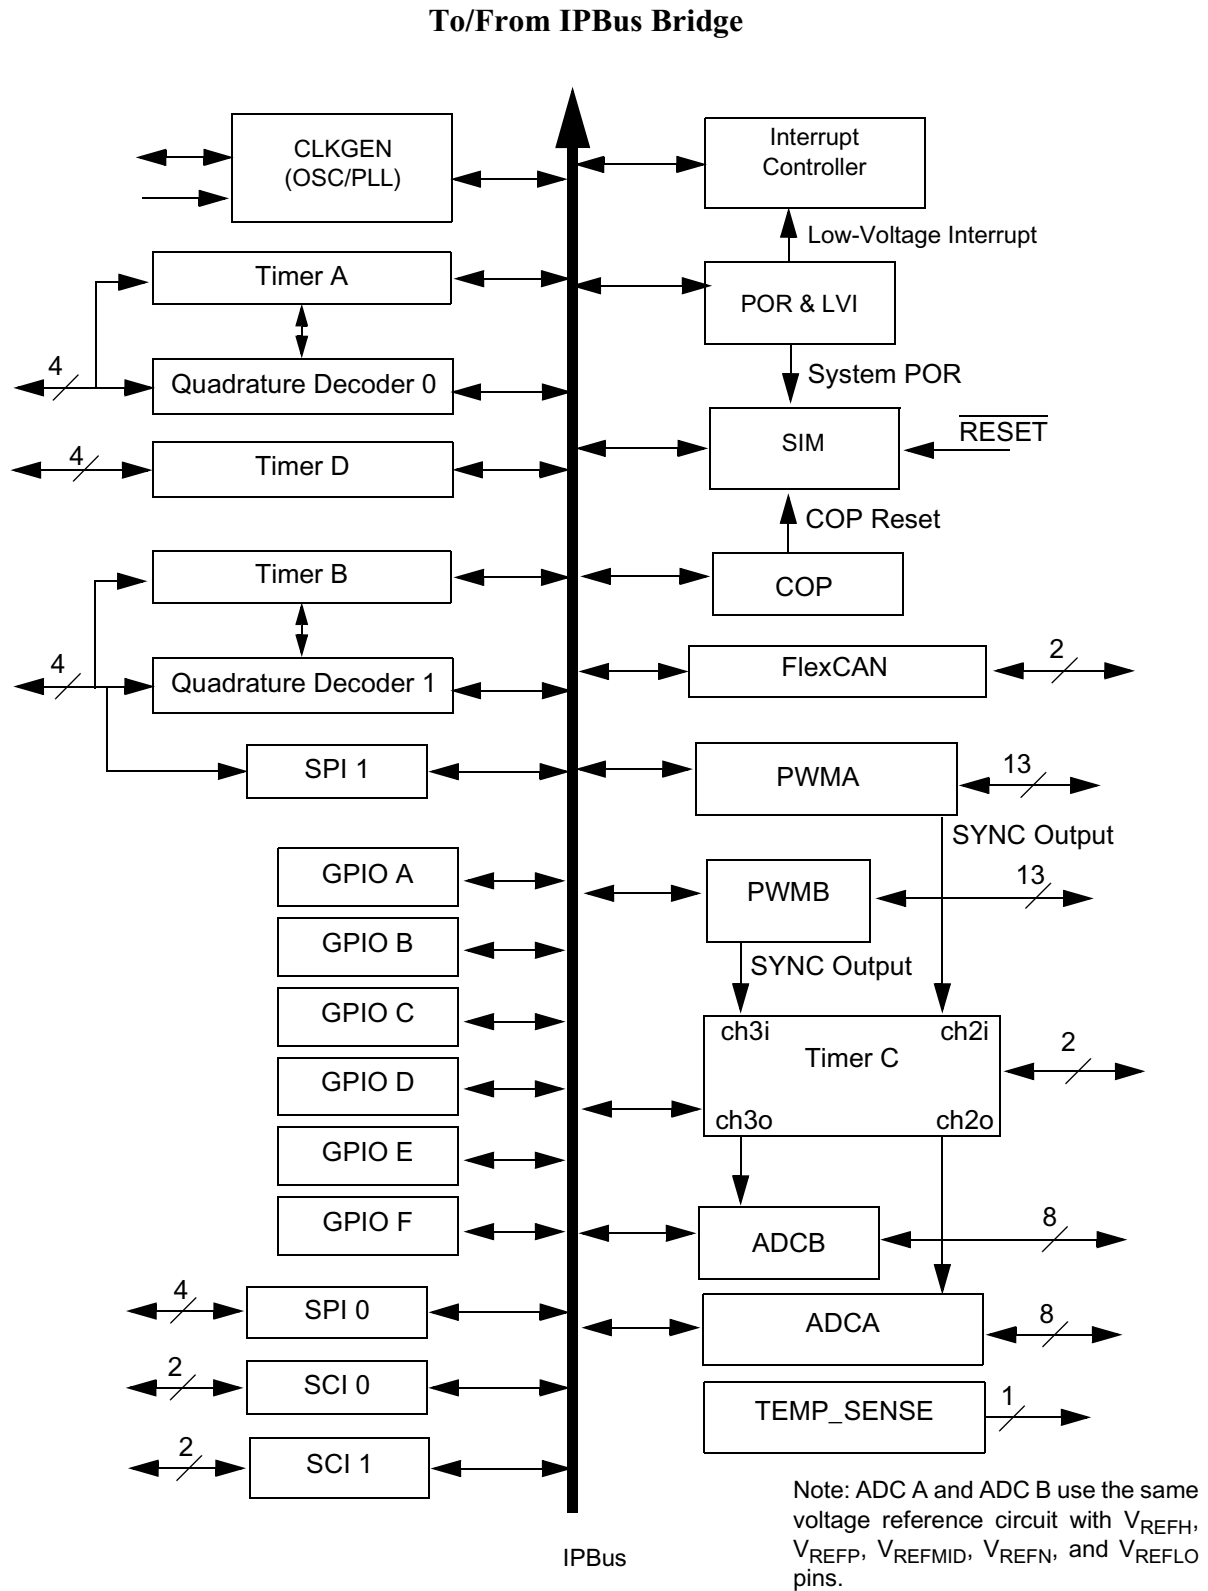 To/From IPBus Bridge
CLKGEN
(OSC/PLL)
Timer A
4
Quadrature Decoder 0
4
Timer D
Timer B
4
Quadrature Decoder 1
SPI 1
GPIO A
GPIO B
GPIO C
GPIO D
GPIO E
GPIO F
4
SPI 0
2
SCI 0
2
SCI 1
IPBus
Interrupt
Controller
Low-Voltage Interrupt
POR & LVI
System POR
SIM
RESET
COP Reset
COP
FlexCAN
2
PWMA
13
SYNC Output
PWMB
13
SYNC Output
ch3i
ch2i
Timer C
2
ch3o
ch2o
ADCB
8
ADCA
8
TEMP_SENSE
1
Note: ADC A and ADC B use the same
voltage reference circuit with VREFH,
VREFP, VREFMID, VREFN, and VREFLO
pins.